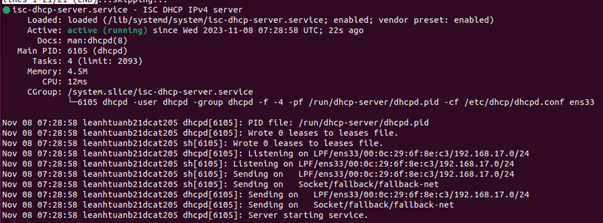 lines 1-21/21 (END)...skipping...
● isc-dhcp-server.service - ISC DHCP IPv4 server
Loaded: loaded (/lib/systemd/system/isc-dhcp-server.service; enabled; vendor preset: enabled)
Active: active (running) since Wed 2023-11-08 07:28:58 UTC; 22s ago
Docs: man:dhcpd(8)
Main PID: 6105 (dhcpd)
Tasks: 4 (limit: 2093)
Memory: 4.5M
CPU: 12ms
CGroup: /system.slice/isc-dhcp-server.service
└─6105 dhcpd -user dhcpd -group dhcpd -f -4 -pf /run/dhcp-server/dhcpd.pid -cf /etc/dhcp/dhcpd.conf ens33
Nov 08 07:28:58 leanhtuanb21dcat205 dhcpd[6105]: PID file: /run/dhcp-server/dhcpd.pid
Nov 08 07:28:58 leanhtuanb21dcat205 dhcpd[6105]: Wrote 0 leases to leases file.
Nov 08 07:28:58 leanhtuanb21dcat205 sh[6105]: Wrote 0 leases to leases file.
Nov 08 07:28:58 leanhtuanb21dcat205 dhcpd[6105]: Listening on LPF/ens33/00:0c:29:6f:8e:c3/192.168.17.0/24
Nov 08 07:28:58 leanhtuanb21dcat205 sh[6105]: Listening on LPF/ens33/00:0c:29:6f:8e:c3/192.168.17.0/24
Nov 08 07:28:58 leanhtuanb21dcat205 sh[6105]: Sending on   LPF/ens33/00:0c:29:6f:8e:c3/192.168.17.0/24
Nov 08 07:28:58 leanhtuanb21dcat205 sh[6105]: Sending on   Socket/fallback/fallback-net
Nov 08 07:28:58 leanhtuanb21dcat205 dhcpd[6105]: Sending on   LPF/ens33/00:0c:29:6f:8e:c3/192.168.17.0/24
Nov 08 07:28:58 leanhtuanb21dcat205 dhcpd[6105]: Sending on   Socket/fallback/fallback-net
Nov 08 07:28:58 leanhtuanb21dcat205 dhcpd[6105]: Server starting service.